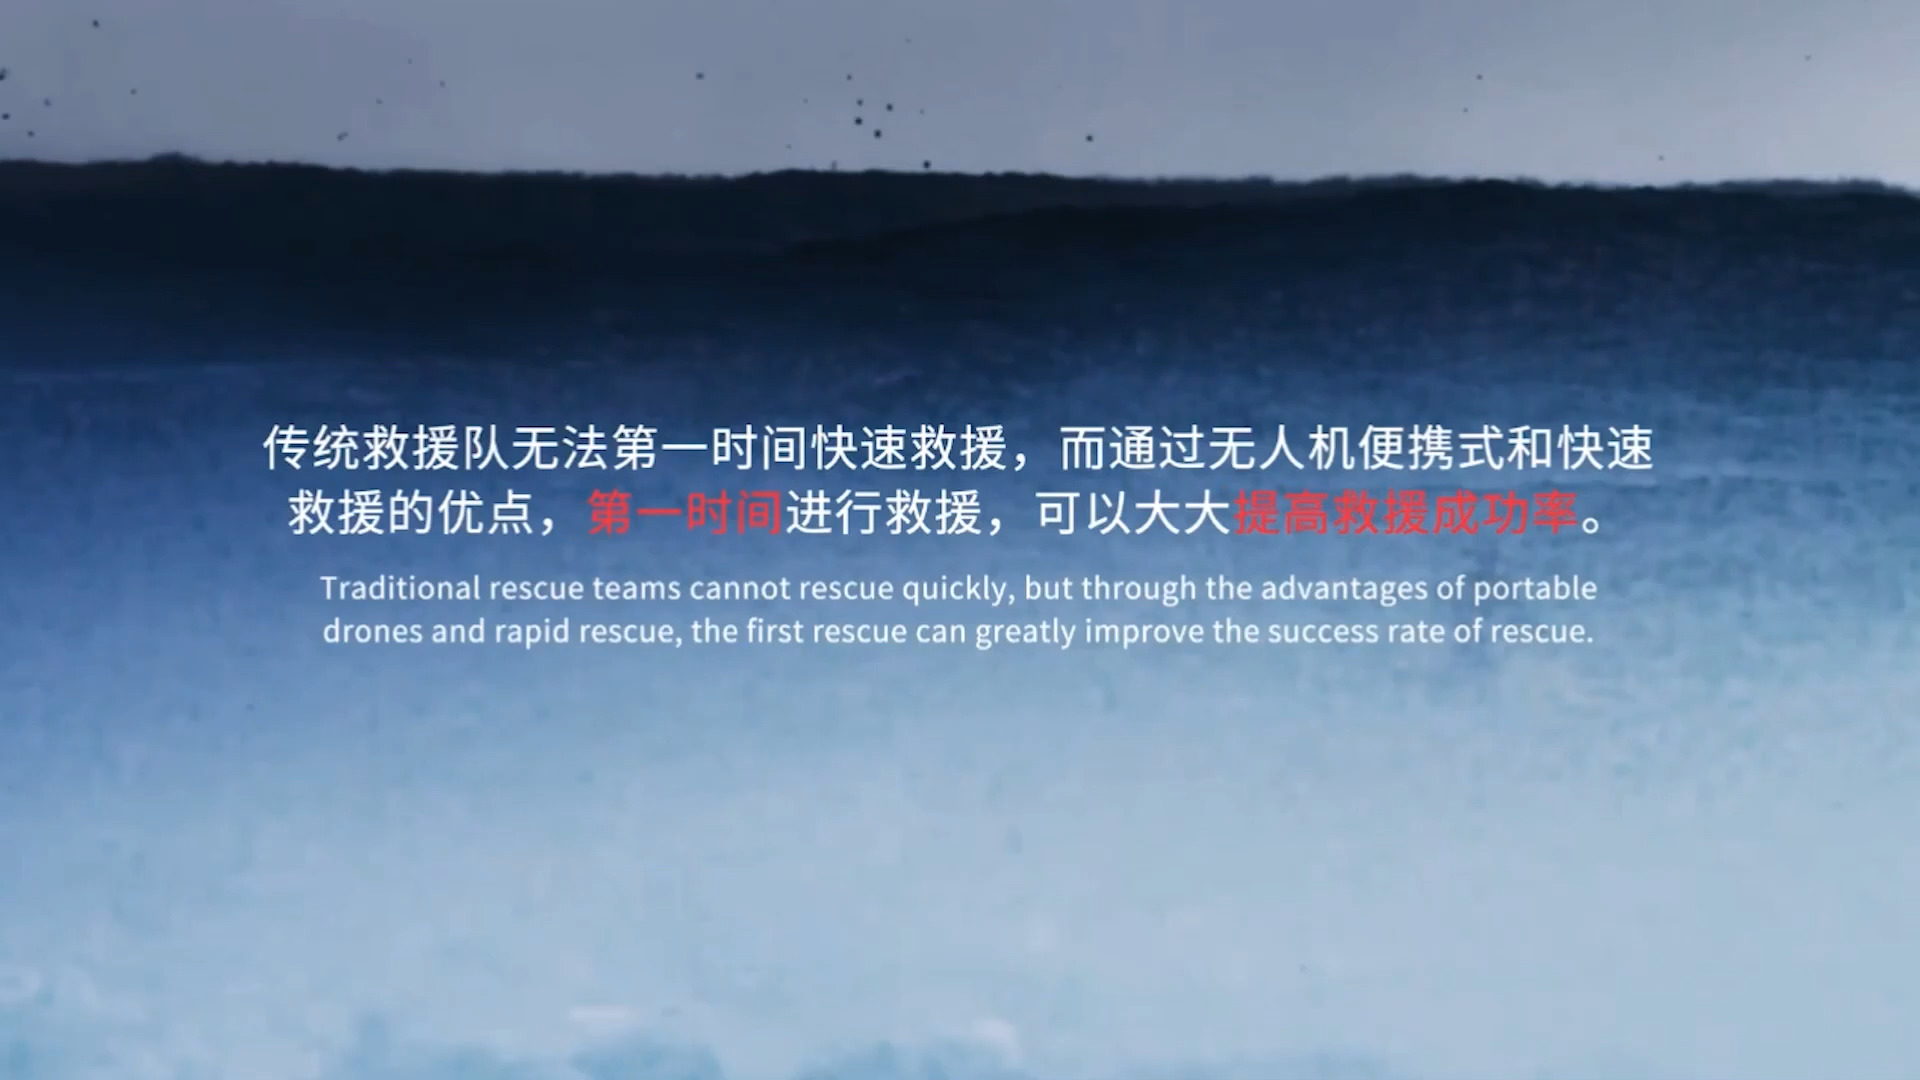 传统救援队无法第一时间快速救援，而通过无人机便携式和快速
救援的优点，第一时间进行救援，可以大大提高救援成功率。
Traditional rescue teams cannot rescue quickly, but through the advantages of portable
drones and rapid rescue, the first rescue can greatly improve the success rate of rescue.